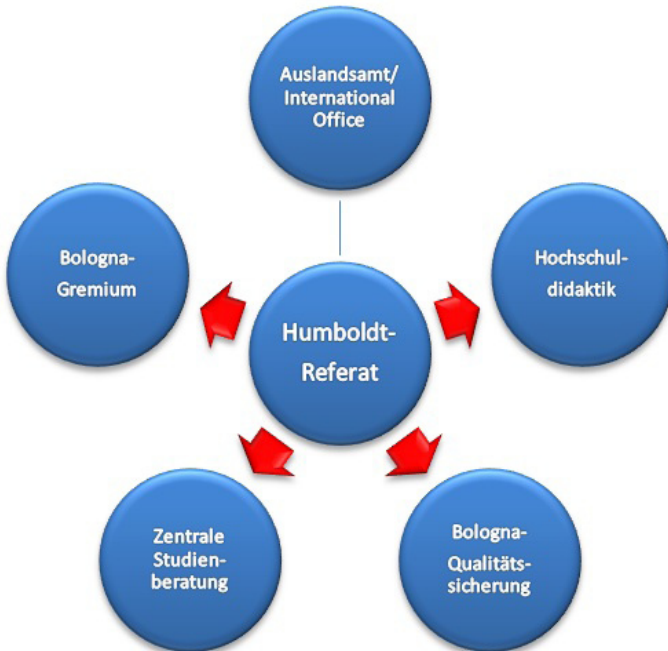 Auslandsamt/
International
Office
Bologna-
Gremium
Hochschul-
didaktik
Humboldt-
Referat
Zentrale
Studien-
beratung
Bologna-
Qualitäts-
sicherung